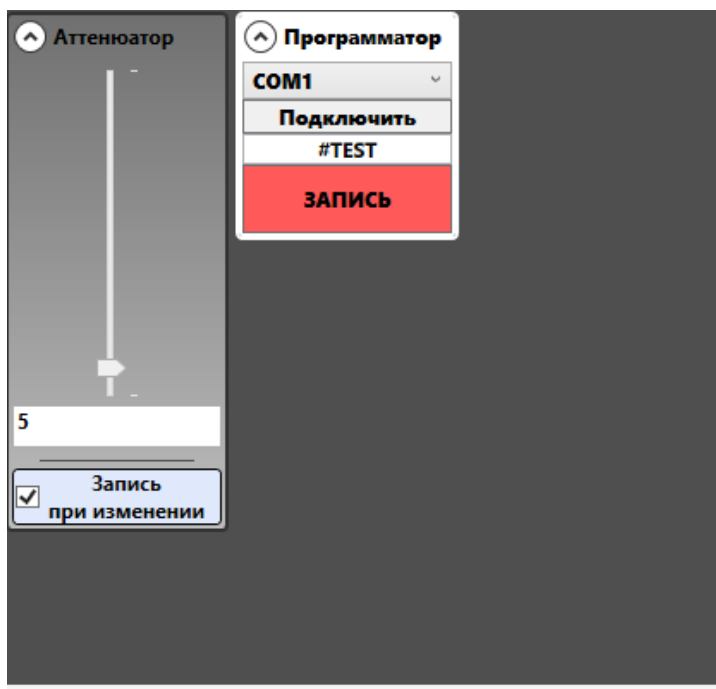 Аттенюатор
5
Запись
при изменении
Программатор
COM1
Подключить
#TEST
ЗАПИСЬ